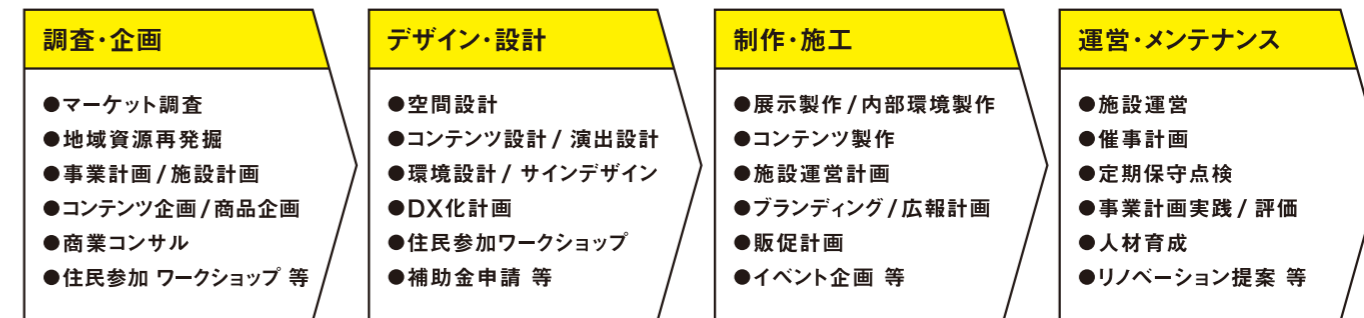 調査・企画
●マーケット調査
●地域資源再発掘
●事業計画/施設計画
●コンテンツ企画/商品企画
●商業コンサル
●住民参加 ワークショップ 等
デザイン・設計
●空間設計
●コンテンツ設計/ 演出設計
●環境設計/ サインデザイン
●DX化計画
●住民参加ワークショップ
●補助金申請 等
制作・施工
●展示製作/内部環境製作
●コンテンツ製作
●施設運営計画
●ブランディング/広報計画
●販促計画
●イベント企画 等
運営・メンテナンス
●施設運営
●催事計画
●定期保守点検
●事業計画実践/ 評価
●人材育成
●リノベーション提案 等